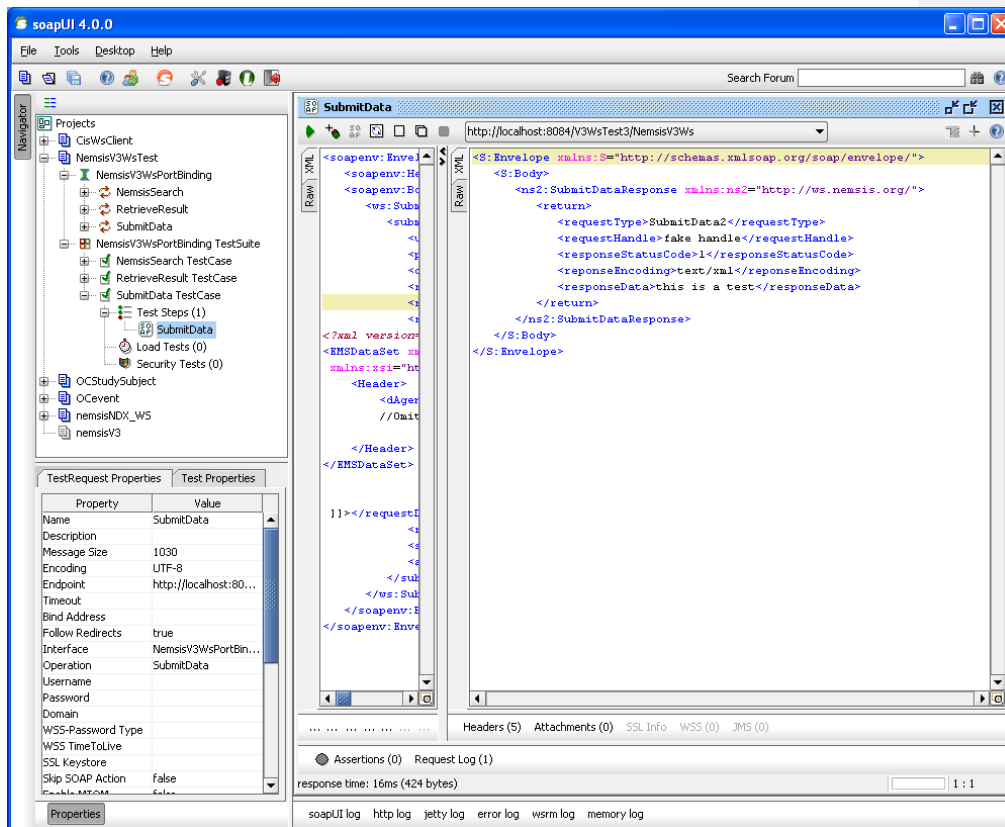 soapUI 4.0.0
File Tools Desktop Help
Search Forum
Navigator
Projects
CisWsClient
NemsisV3WsTest
NemsisV3WsPortBinding
NemsisSearch
RetrieveResult
SubmitData
NemsisV3WsPortBinding TestSuite
NemsisSearch TestCase
RetrieveResult TestCase
SubmitData TestCase
Test Steps (1)
SubmitData
Load Tests (0)
Security Tests (0)
OCStudySubject
OCevent
nemsisNDX_WS
nemsisV3
TestRequest Properties Test Properties
Property Value
Name SubmitData
Description
Message Size 1030
Encoding UTF-8
Endpoint http://localhost:80...
Timeout
Bind Address
Follow Redirects true
Interface NemsisV3WsPortBin...
Operation SubmitData
Username
Password
Domain
WSS-Password Type
WSS TimeToLive
SSL Keystore
Skip SOAP Action false
Enable MTOM false
Properties
SubmitData
http://localhost:8084/V3WsTest3/NemsisV3Ws
XML
Raw
<soapenv:Envel
<soapenv:He
<soapenv:Bo
<ws:Subm
<subm
<u
<p
<o
<r
<r
<r
<?xml version=
<EMSDataSet xm
xmlns:xsi="ht
<Header>
<dAger
//Omit
</Header>
</EMSDataSet>
]]></requestD
<r
<s
<s
</sub
</ws:Sub
</soapenv:B
</soapenv:Enve
XML
Raw
<S:Envelope xmlns:S="http://schemas.xmlsoap.org/soap/envelope/">
<S:Body>
<ns2:SubmitDataResponse xmlns:ns2="http://ws.nemsis.org/">
<return>
<requestType>SubmitData2</requestType>
<requestHandle>fake handle</requestHandle>
<responseStatusCode>1</responseStatusCode>
<reponseEncoding>text/xml</reponseEncoding>
<responseData>this is a test</responseData>
</return>
</ns2:SubmitDataResponse>
</S:Body>
</S:Envelope>
... ... ... ... ... ...
Headers (5) Attachments (0) SSL Info WSS (0) JMS (0)
Assertions (0) Request Log (1)
response time: 16ms (424 bytes)
1 : 1
soapUI log http log jetty log error log wsrm log memory log